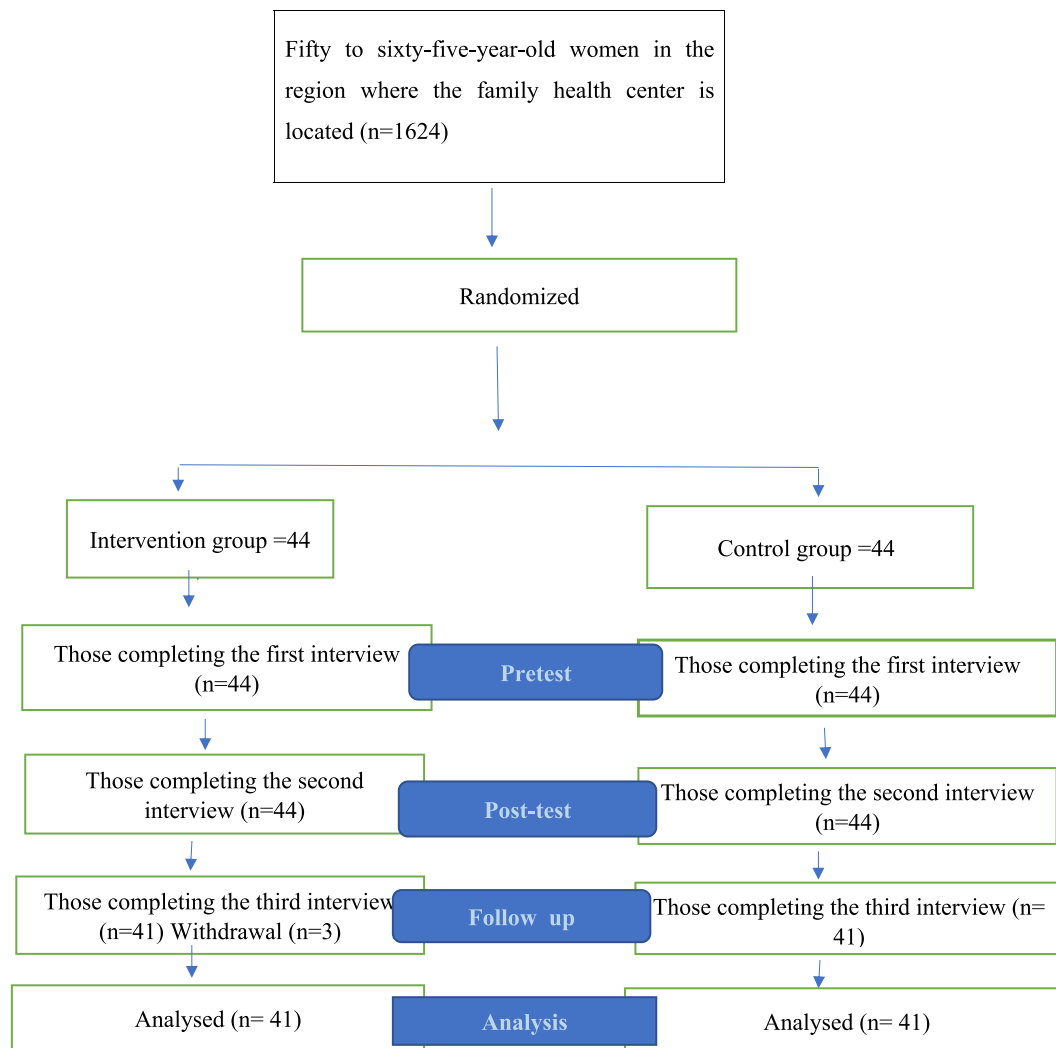 Fifty to sixty-five-year-old women in the
region where the family health center is
located (n=1624)
Randomized
Intervention group =44
Control group =44
Those completing the first interview
(n=44)
Pretest
Those completing the first interview
(n=44)
Those completing the second
interview (n=44)
Post-test
Those completing the second interview
(n=44)
Those completing the third interview
(n=41) Withdrawal (n=3)
Follow up
Those completing the third interview (n=
41)
Analysed (n= 41)
Analysis
Analysed (n= 41)